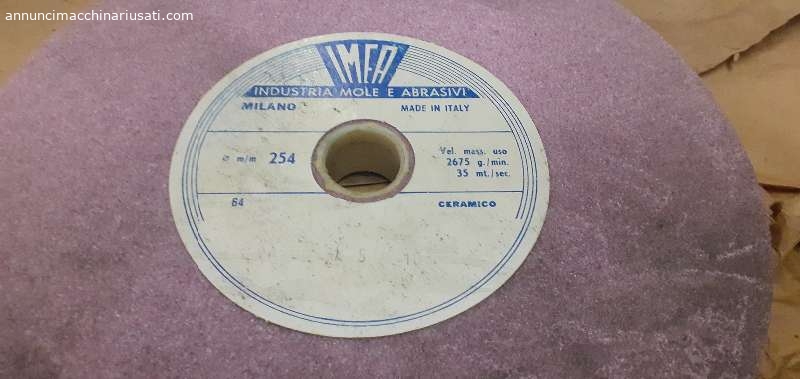 annuncimacchinariusati.com
IMEA
INDUSTRIA MOLE E ABRASIVI
MILANO MADE IN ITALY
ø m/m 254
Vel. mass. uso
2675 g./min.
35 mt./sec.
64 CERAMICO